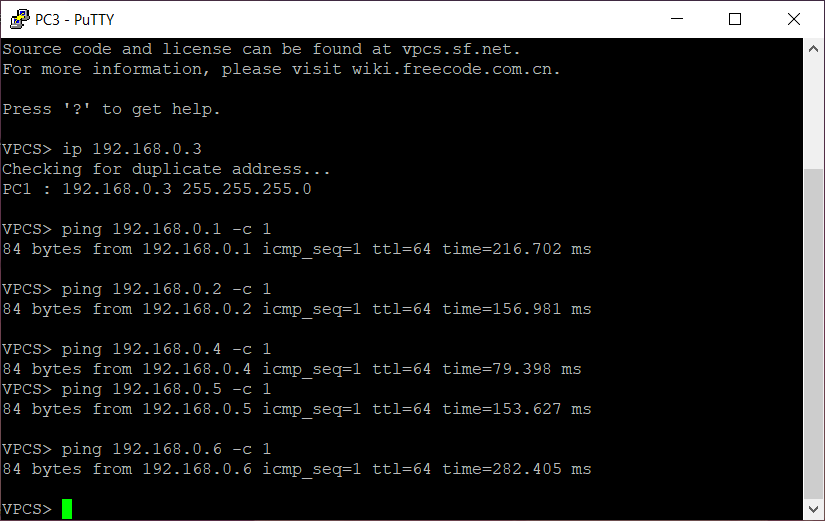 PC3 - PuTTY
Source code and license can be found at vpcs.sf.net.
For more information, please visit wiki.freecode.com.cn.
Press '?' to get help.
VPCS> ip 192.168.0.3
Checking for duplicate address...
PC1 : 192.168.0.3 255.255.255.0
VPCS> ping 192.168.0.1 -c 1
84 bytes from 192.168.0.1 icmp_seq=1 ttl=64 time=216.702 ms
VPCS> ping 192.168.0.2 -c 1
84 bytes from 192.168.0.2 icmp_seq=1 ttl=64 time=156.981 ms
VPCS> ping 192.168.0.4 -c 1
84 bytes from 192.168.0.4 icmp_seq=1 ttl=64 time=79.398 ms
VPCS> ping 192.168.0.5 -c 1
84 bytes from 192.168.0.5 icmp_seq=1 ttl=64 time=153.627 ms
VPCS> ping 192.168.0.6 -c 1
84 bytes from 192.168.0.6 icmp_seq=1 ttl=64 time=282.405 ms
VPCS>